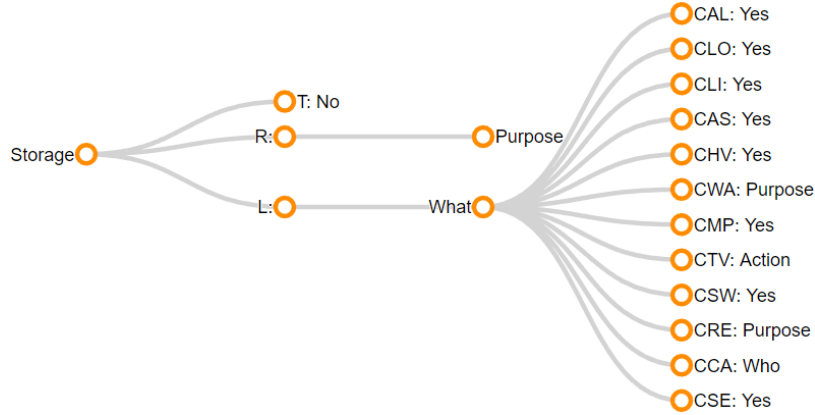 Storage
T: No
R:
Purpose
L:
What
CAL: Yes
CLO: Yes
CLI: Yes
CAS: Yes
CHV: Yes
CWA: Purpose
CMP: Yes
CTV: Action
CSW: Yes
CRE: Purpose
CCA: Who
CSE: Yes